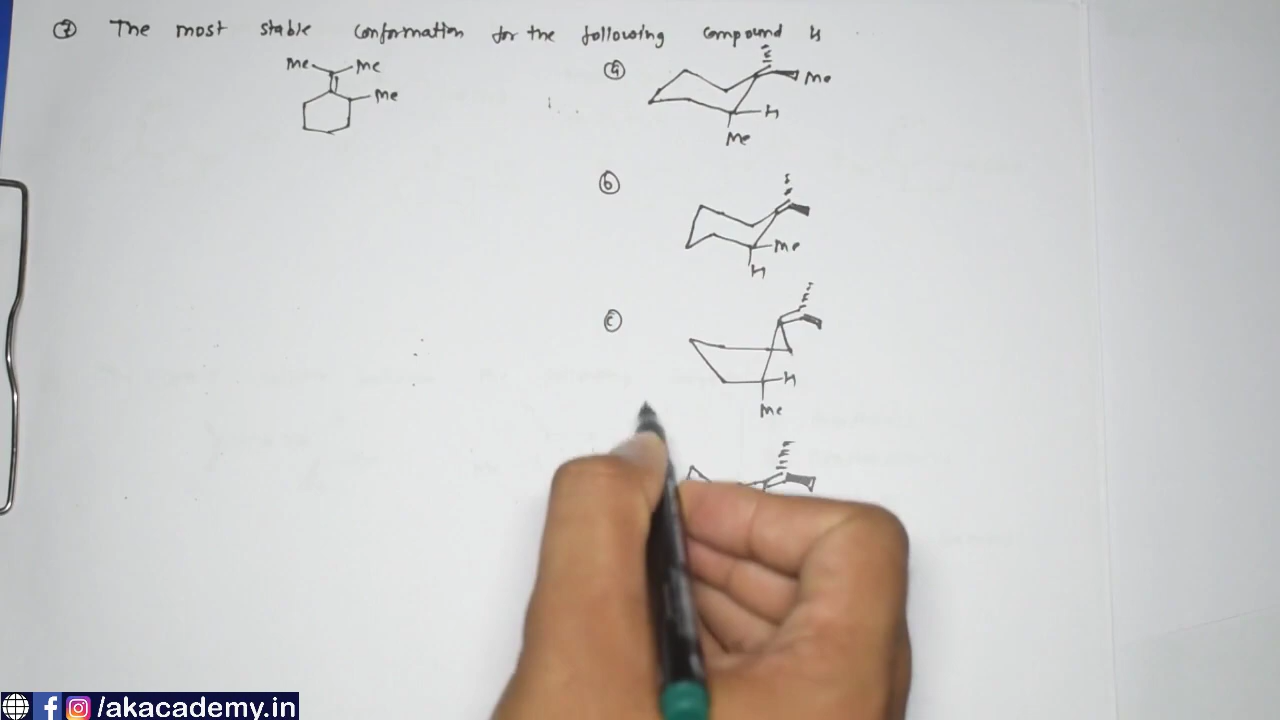 ⑦ The most stable conformation for the following compound is
Me Me
Me
ⓐ Me
H
Me
ⓑ
Me
H
ⓒ
H
Me
/akacademy.in